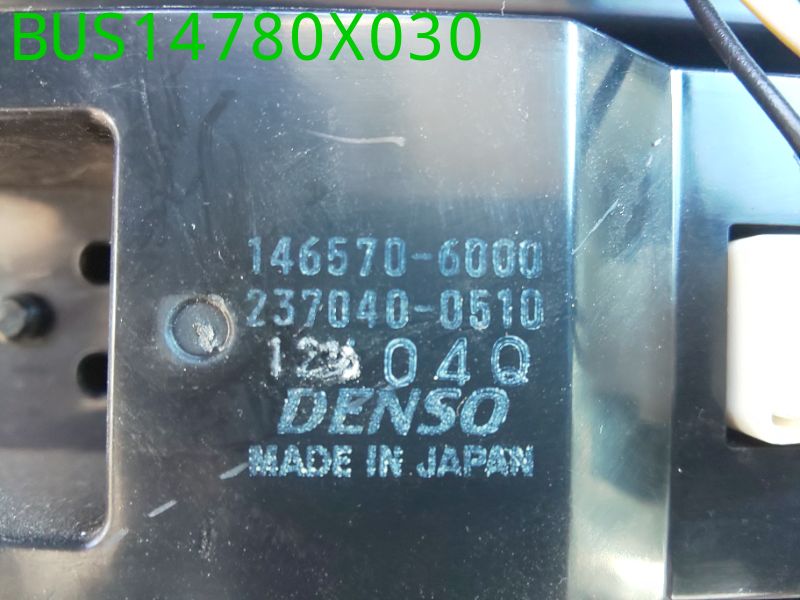 BUS14780X030
146570-6000
237040-0510
04Q
DENSO
MADE IN JAPAN